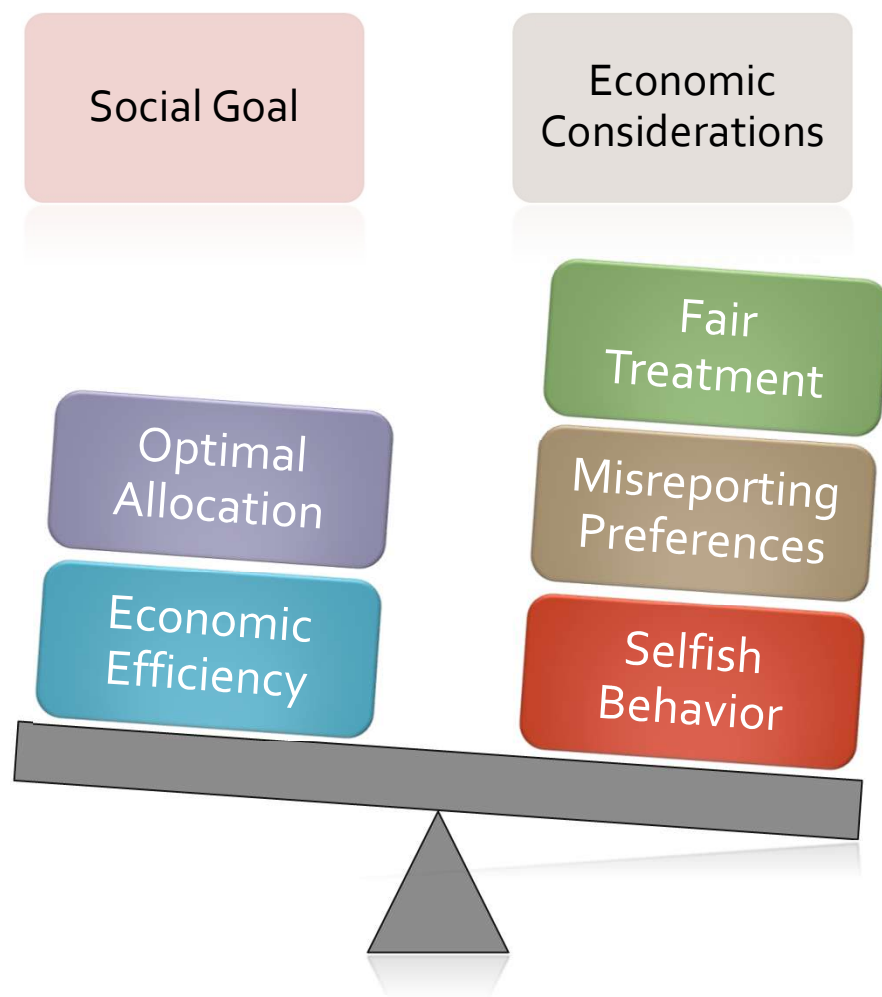 Social Goal
Economic
Considerations
Fair
Treatment
Optimal
Allocation
Misreporting
Preferences
Economic
Efficiency
Selfish
Behavior